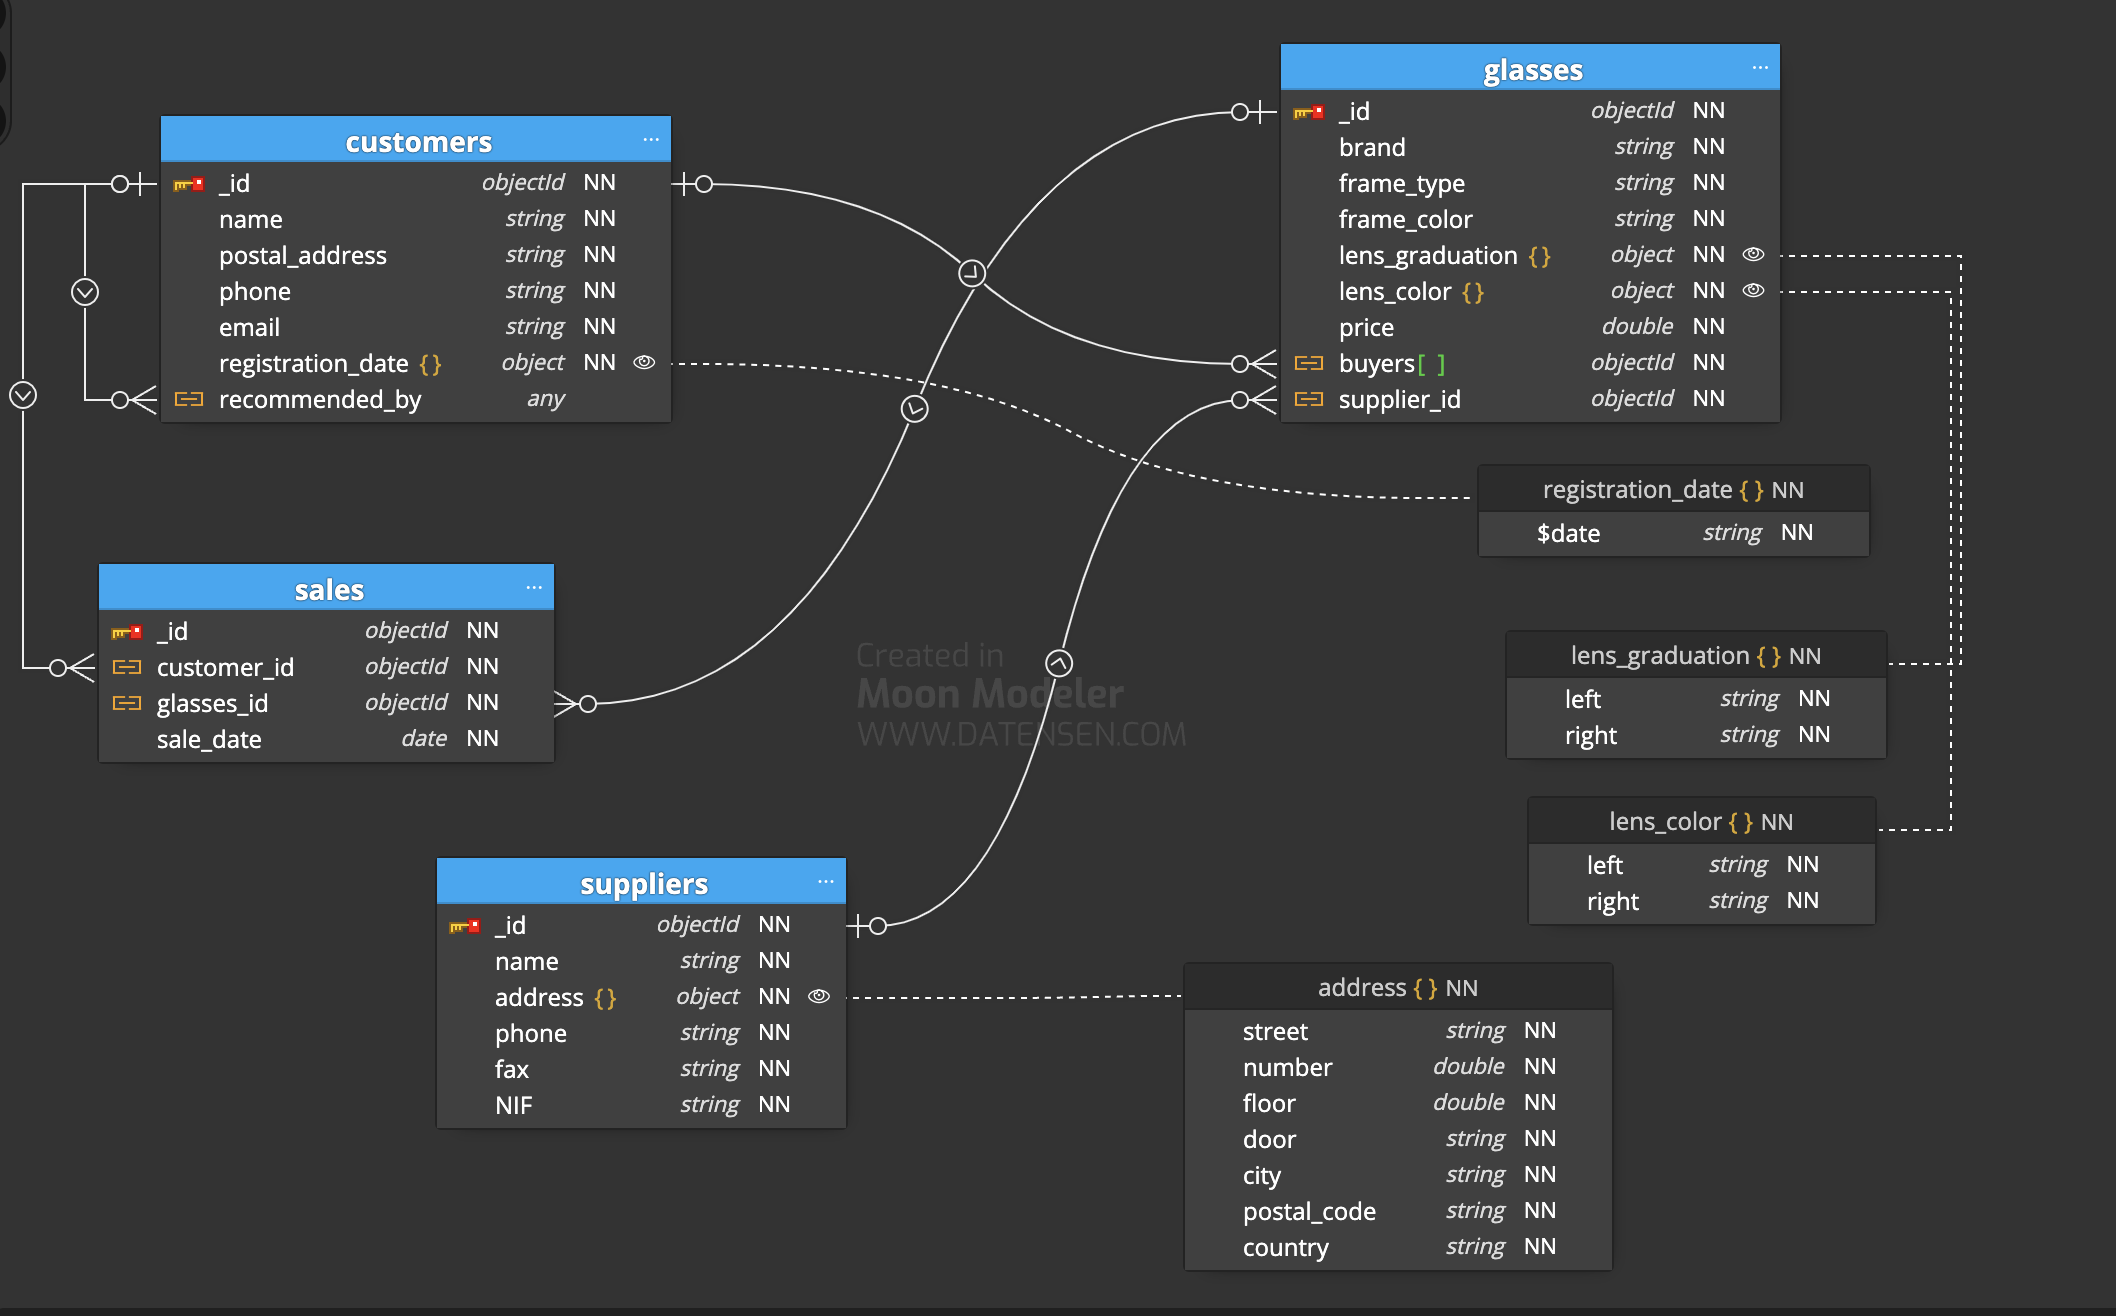 customers ...
_id objectId NN
name string NN
postal_address string NN
phone string NN
email string NN
registration_date {} object NN
recommended_by any
glasses ...
_id objectId NN
brand string NN
frame_type string NN
frame_color string NN
lens_graduation {} object NN
lens_color {} object NN
price double NN
buyers[ ] objectId NN
supplier_id objectId NN
registration_date {} NN
$date string NN
sales ...
_id objectId NN
customer_id objectId NN
glasses_id objectId NN
sale_date date NN
Created in
Moon Modeler
WWW.DATENSEN.COM
lens_graduation {} NN
left string NN
right string NN
lens_color {} NN
left string NN
right string NN
suppliers ...
_id objectId NN
name string NN
address {} object NN
phone string NN
fax string NN
NIF string NN
address {} NN
street string NN
number double NN
floor double NN
door string NN
city string NN
postal_code string NN
country string NN